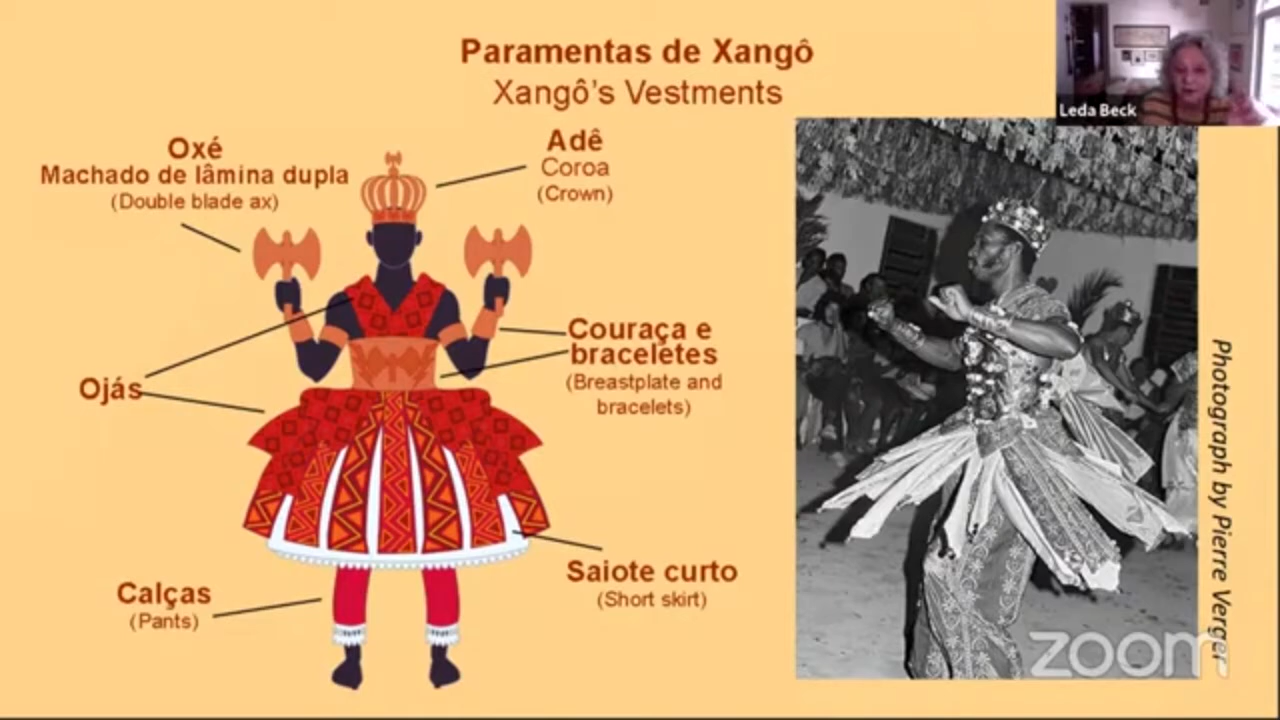 Paramentas de Xangô
Xangô's Vestments
Leda Beck
Oxé
Machado de lâmina dupla
(Double blade ax)
Adê
Coroa
(Crown)
Ojás
Couraça e
braceletes
(Breastplate and
bracelets)
Calças
(Pants)
Saiote curto
(Short skirt)
Photograph by Pierre Verger
zoom